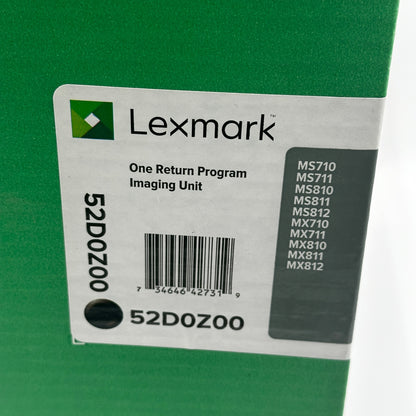 Lexmark™
One Return Program
Imaging Unit
MS710
MS711
MS810
MS811
MS812
MX710
MX711
MX810
MX811
MX812
52D0Z00
7 34646 42731 9
52D0Z00